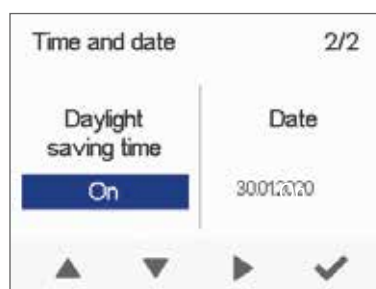 Time and date 2/2
Daylight
saving time
Date
On
30.01.2020